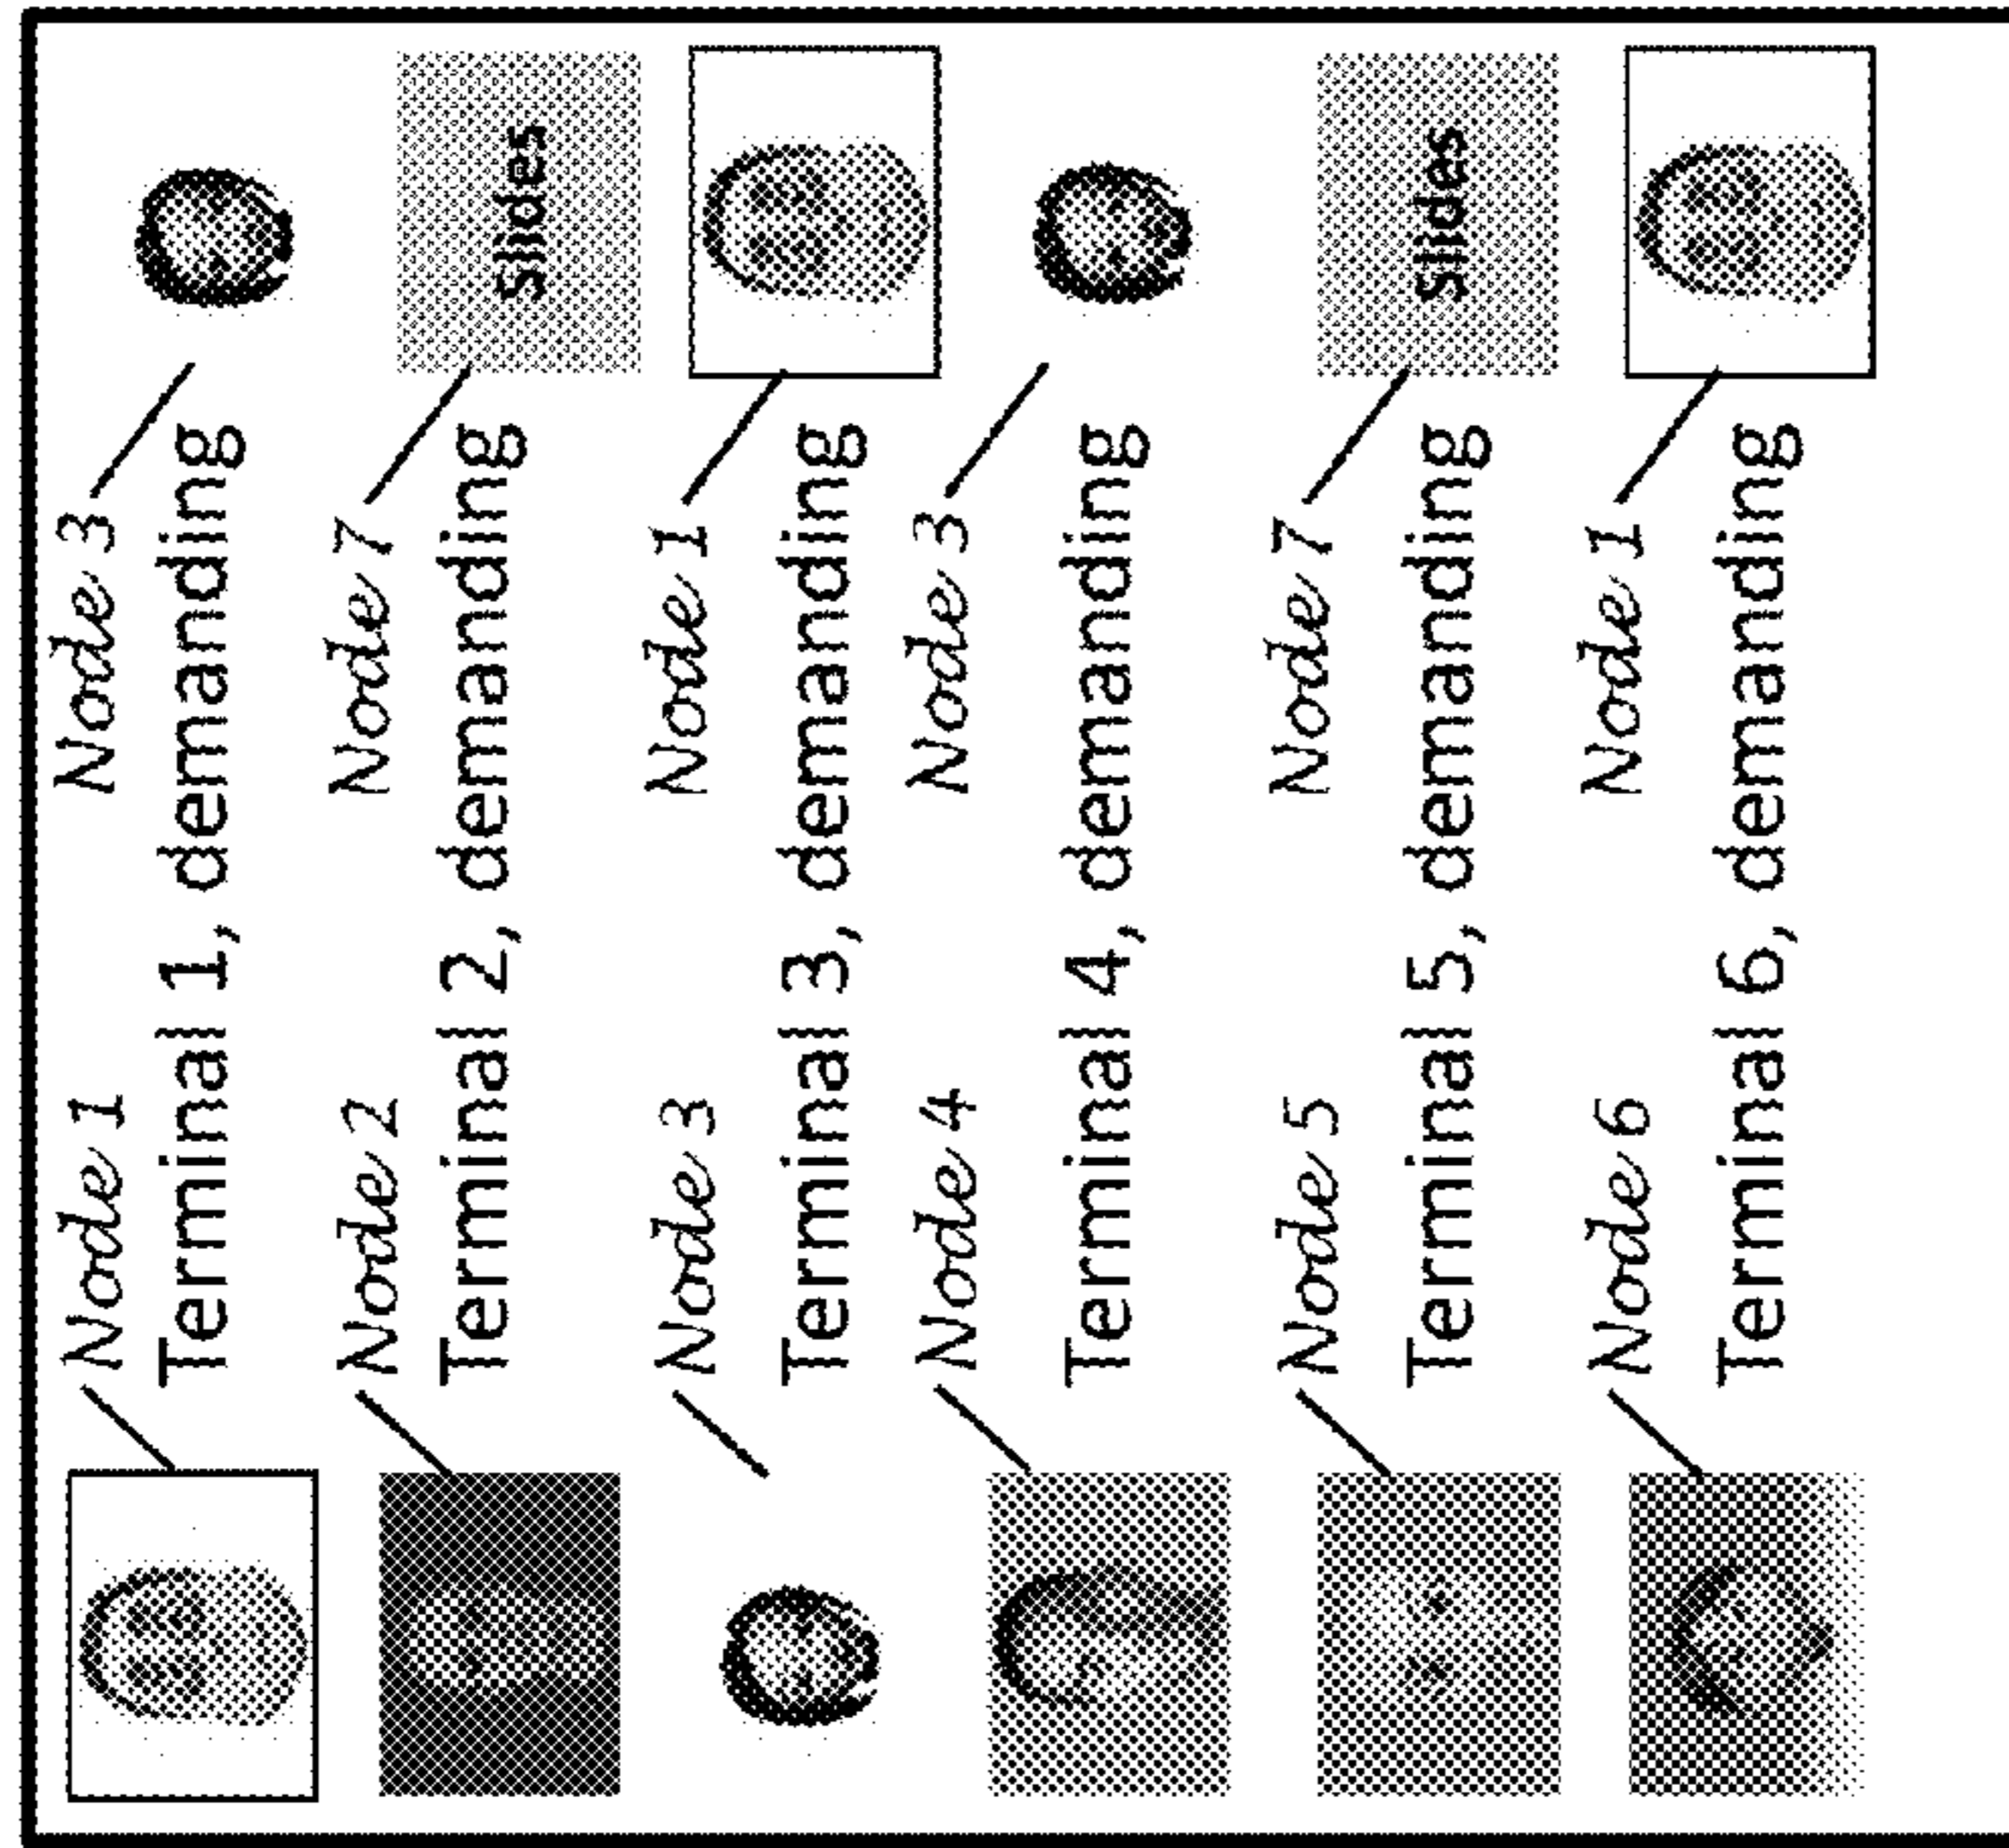 Node 1 Node 3
Terminal 1, demanding
Node 2 Node 7
Terminal 2, demanding Slides
Node 3 Node 1
Terminal 3, demanding
Node 4 Node 3
Terminal 4, demanding
Node 5 Node 7
Terminal 5, demanding Slides
Node 6 Node 1
Terminal 6, demanding